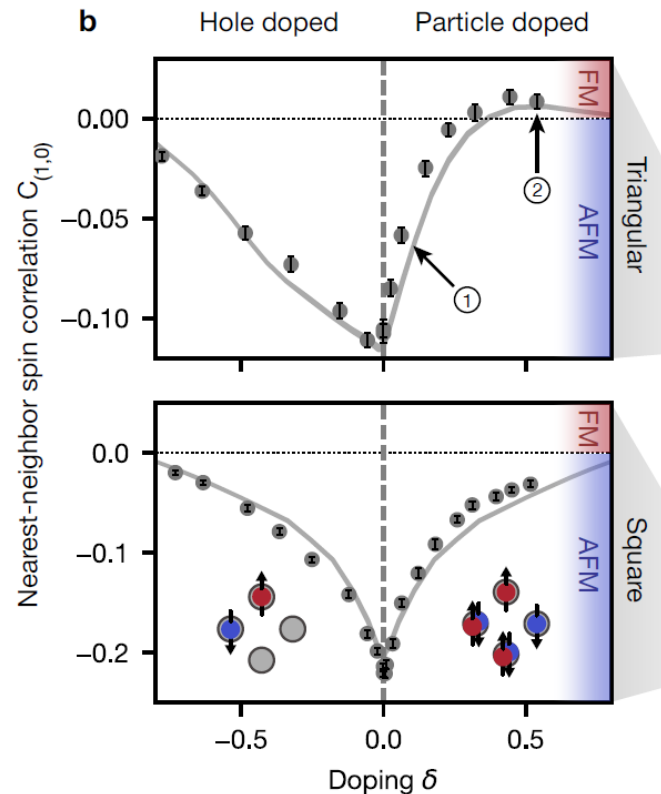 b
Hole doped
Particle doped
Nearest-neighbor spin correlation C(1,0)
0.00
−0.05
−0.10
FM
AFM
Triangular
1
2
0.0
−0.1
−0.2
FM
AFM
Square
−0.5
0.0
0.5
Doping δ